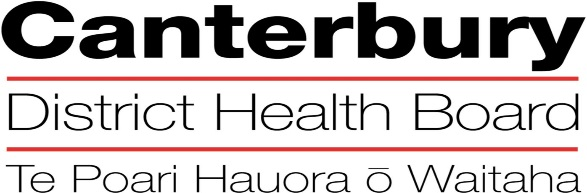 Canterbury
District Health Board
Te Poari Hauora ō Waitaha